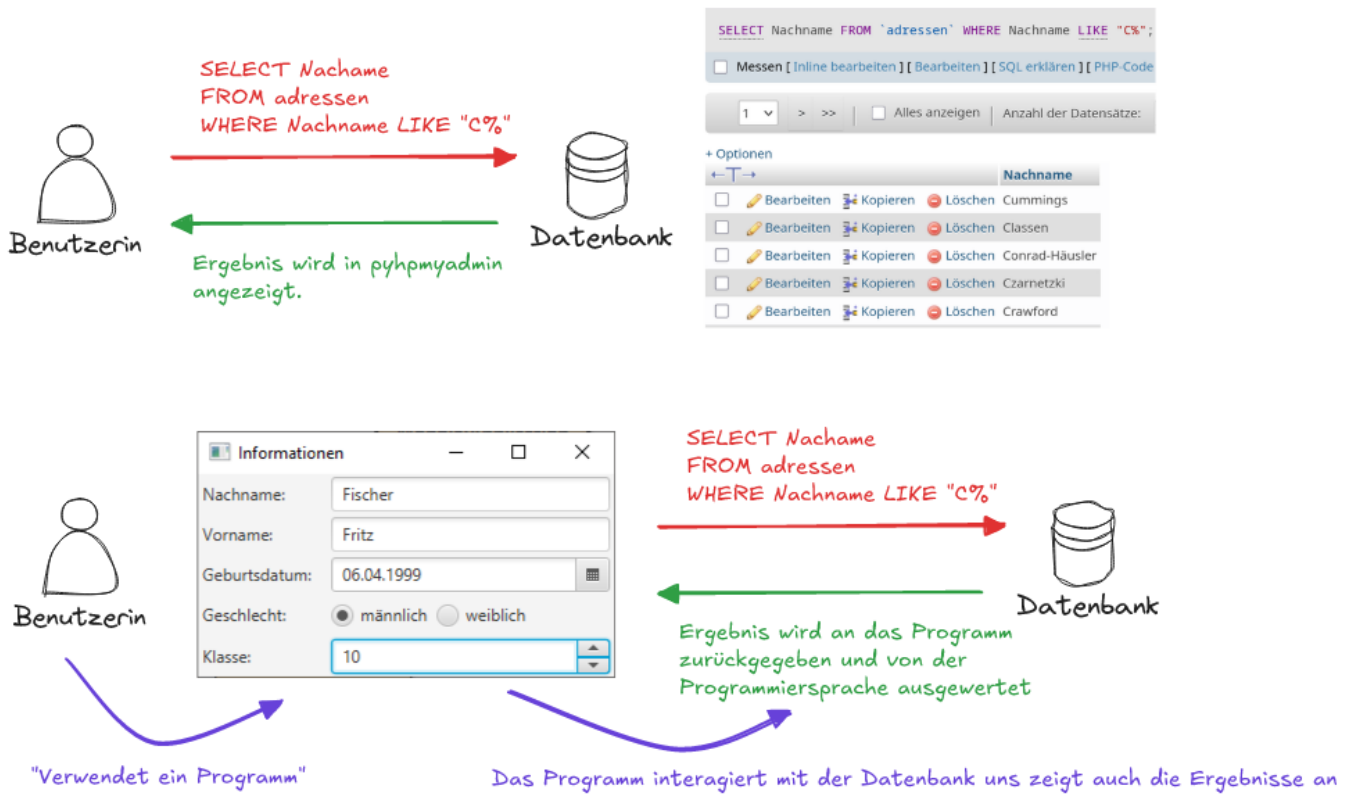 SELECT Nachame
FROM adressen
WHERE Nachname LIKE "C%"
Benutzerin
Datenbank
Ergebnis wird in pyhpmyadmin
angezeigt.
SELECT Nachname FROM `adressen` WHERE Nachname LIKE "C%";
Messen [ Inline bearbeiten ] [ Bearbeiten ] [ SQL erklären ] [ PHP-Code
1 > >> Alles anzeigen Anzahl der Datensätze:
+ Optionen
←T→ Nachname
Bearbeiten Kopieren Löschen Cummings
Bearbeiten Kopieren Löschen Classen
Bearbeiten Kopieren Löschen Conrad-Häusler
Bearbeiten Kopieren Löschen Czarnetzki
Bearbeiten Kopieren Löschen Crawford
Benutzerin
Informationen
Nachname: Fischer
Vorname: Fritz
Geburtsdatum: 06.04.1999
Geschlecht: männlich weiblich
Klasse: 10
SELECT Nachame
FROM adressen
WHERE Nachname LIKE "C%"
Datenbank
Ergebnis wird an das Programm
zurückgegeben und von der
Programmiersprache ausgewertet
"Verwendet ein Programm"
Das Programm interagiert mit der Datenbank uns zeigt auch die Ergebnisse an